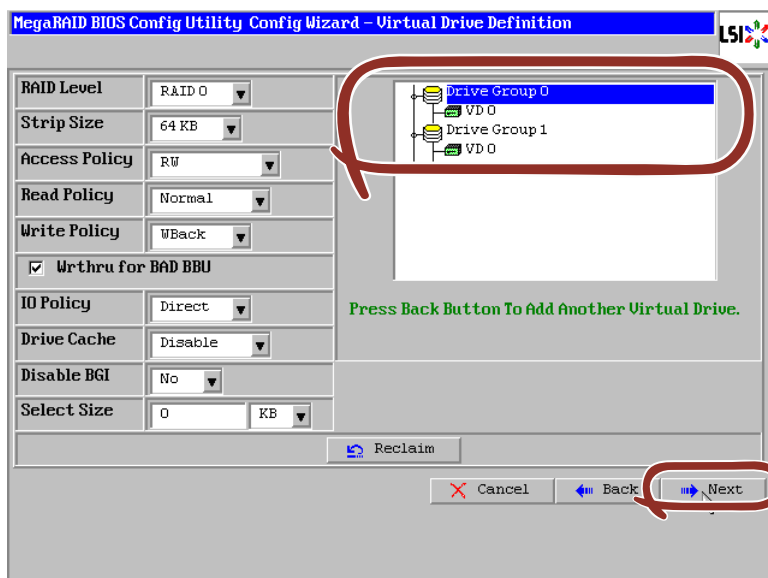 MegaRAID BIOS Config Utility Config Wizard – Virtual Drive Definition
LSI
RAID Level RAID 0
Strip Size 64 KB
Access Policy RW
Read Policy Normal
Write Policy WBack
Wrthru for BAD BBU
IO Policy Direct
Drive Cache Disable
Disable BGI No
Select Size 0 KB
Drive Group 0
VD 0
Drive Group 1
VD 0
Press Back Button To Add Another Virtual Drive.
Reclaim
Cancel Back Next